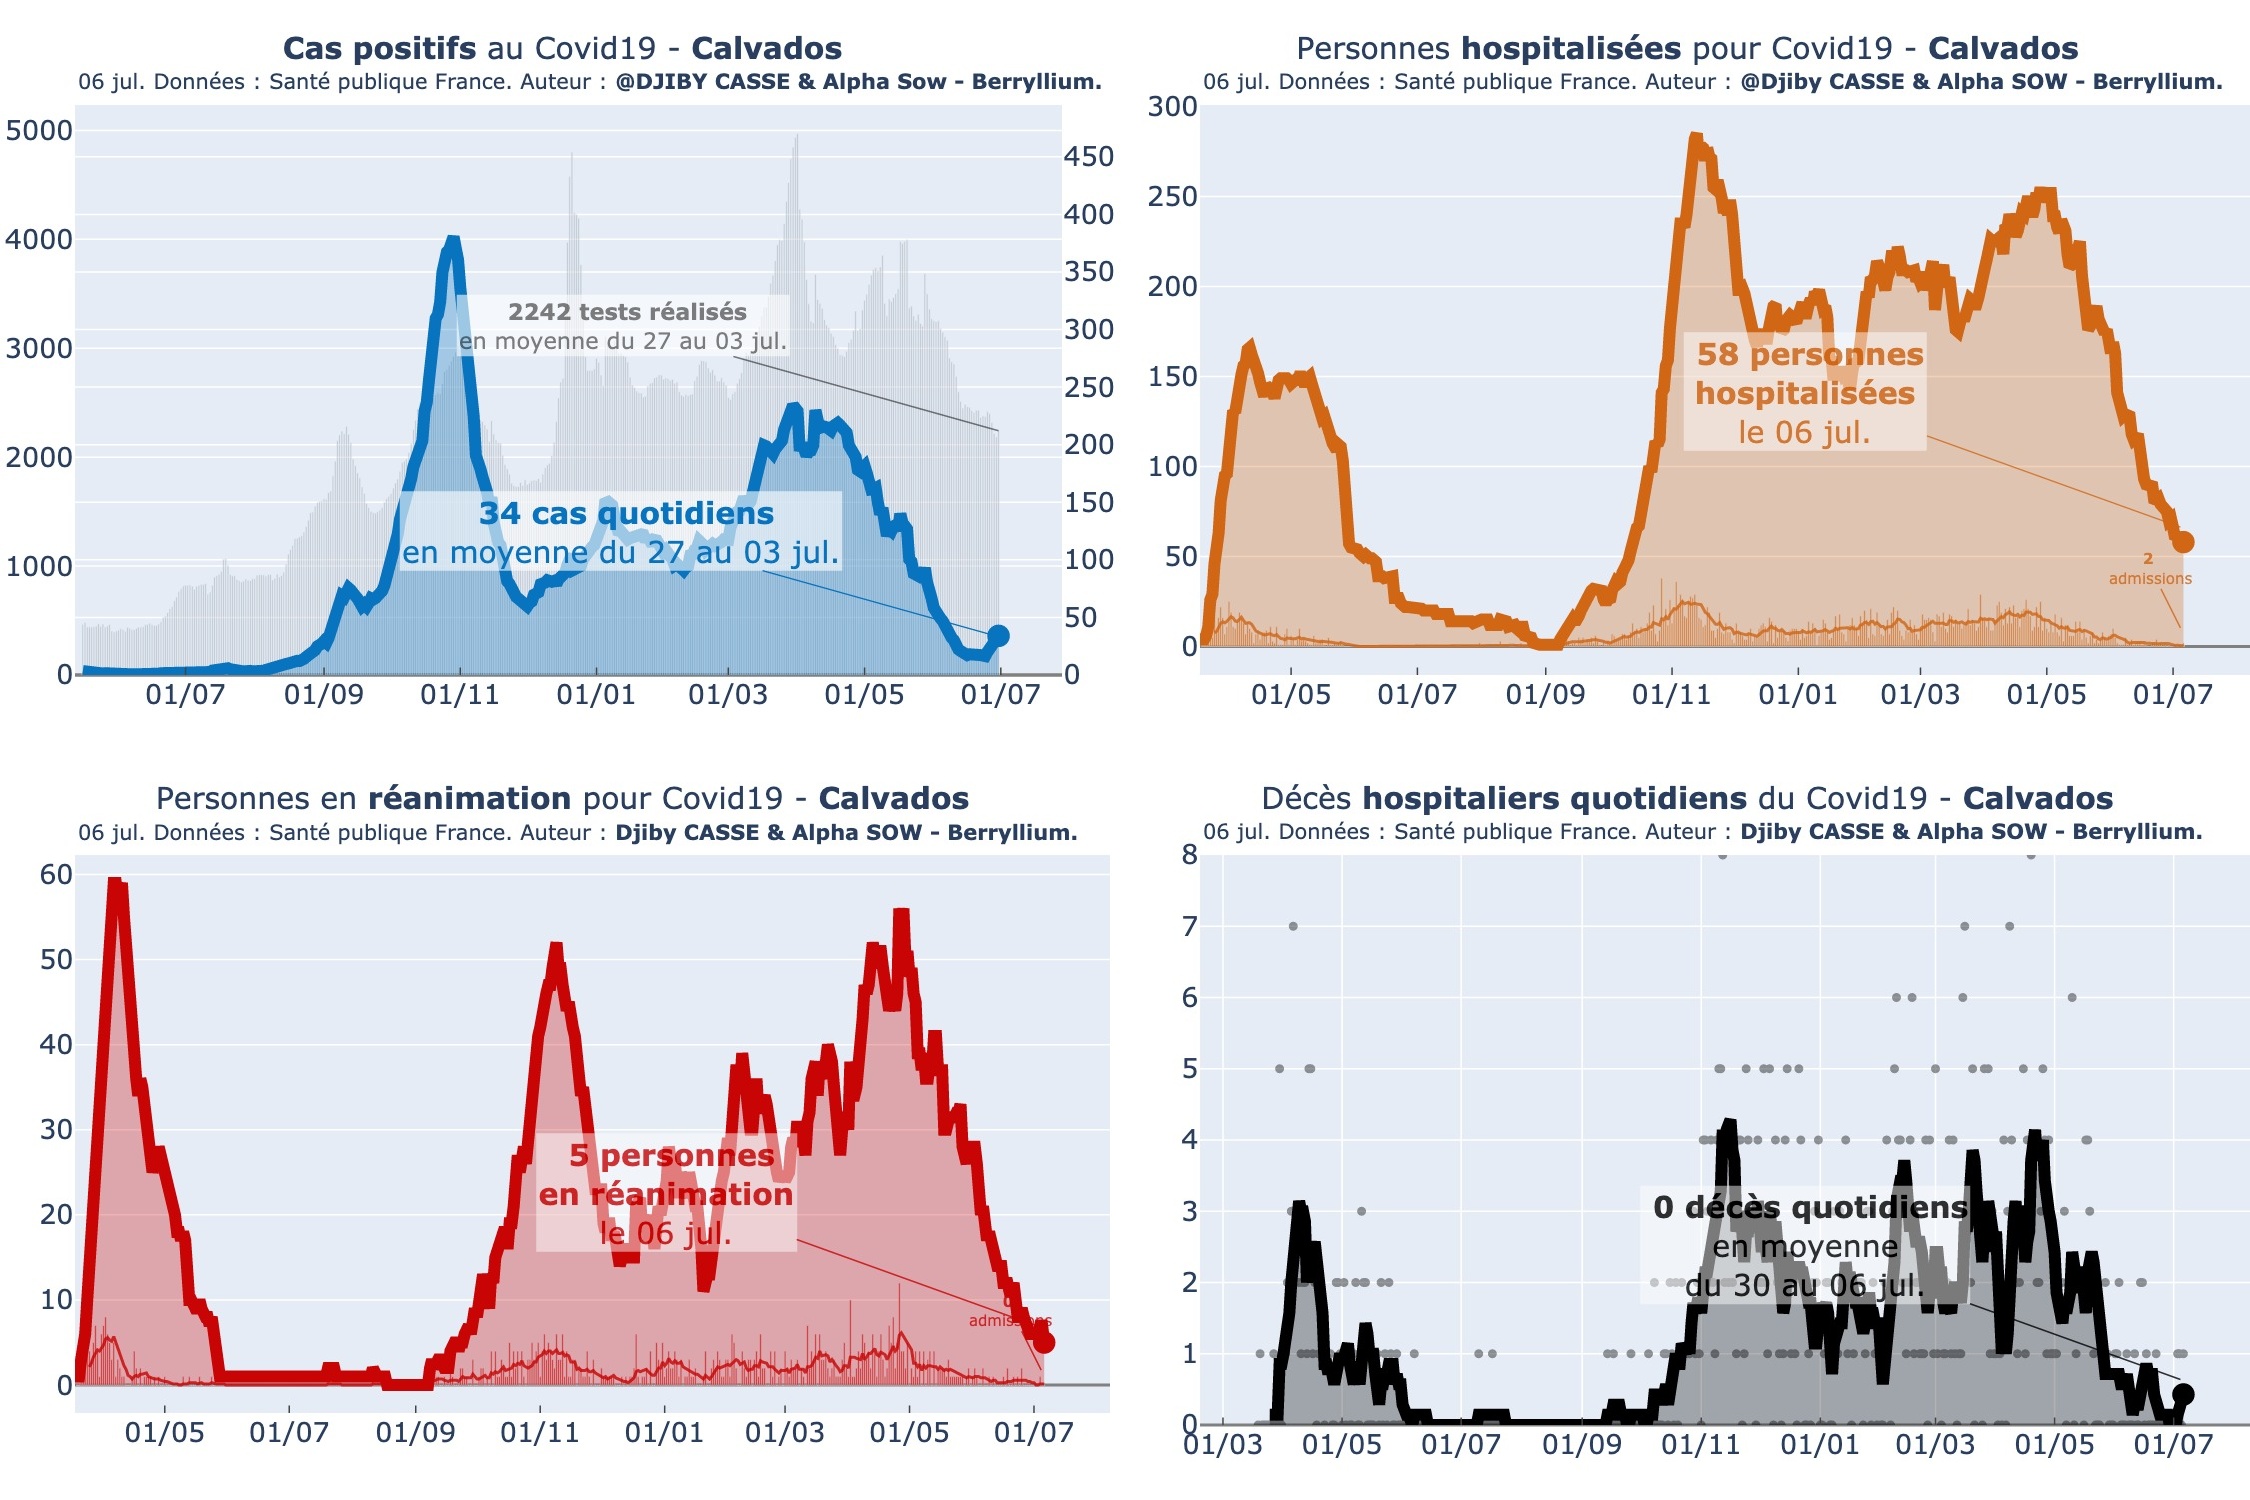 Cas positifs au Covid19 - Calvados
06 jul. Données : Santé publique France. Auteur : @DJIBY CASSE & Alpha Sow - Berryllium.
5000
4000
3000
2000
1000
0
450
400
350
300
250
200
150
100
50
0
2242 tests réalisés
en moyenne du 27 au 03 jul.
34 cas quotidiens
en moyenne du 27 au 03 jul.
01/07 01/09 01/11 01/01 01/03 01/05 01/07
Personnes hospitalisées pour Covid19 - Calvados
06 jul. Données : Santé publique France. Auteur : @Djiby CASSE & Alpha SOW - Berryllium.
300
250
200
150
100
50
0
58 personnes
hospitalisées
le 06 jul.
2
admissions
01/05 01/07 01/09 01/11 01/01 01/03 01/05 01/07
Personnes en réanimation pour Covid19 - Calvados
06 jul. Données : Santé publique France. Auteur : Djiby CASSE & Alpha SOW - Berryllium.
60
50
40
30
20
10
0
5 personnes
en réanimation
le 06 jul.
0
admissions
01/05 01/07 01/09 01/11 01/01 01/03 01/05 01/07
Décès hospitaliers quotidiens du Covid19 - Calvados
06 jul. Données : Santé publique France. Auteur : Djiby CASSE & Alpha SOW - Berryllium.
8
7
6
5
4
3
2
1
0
0 décès quotidiens
en moyenne
du 30 au 06 jul.
01/03 01/05 01/07 01/09 01/11 01/01 01/03 01/05 01/07